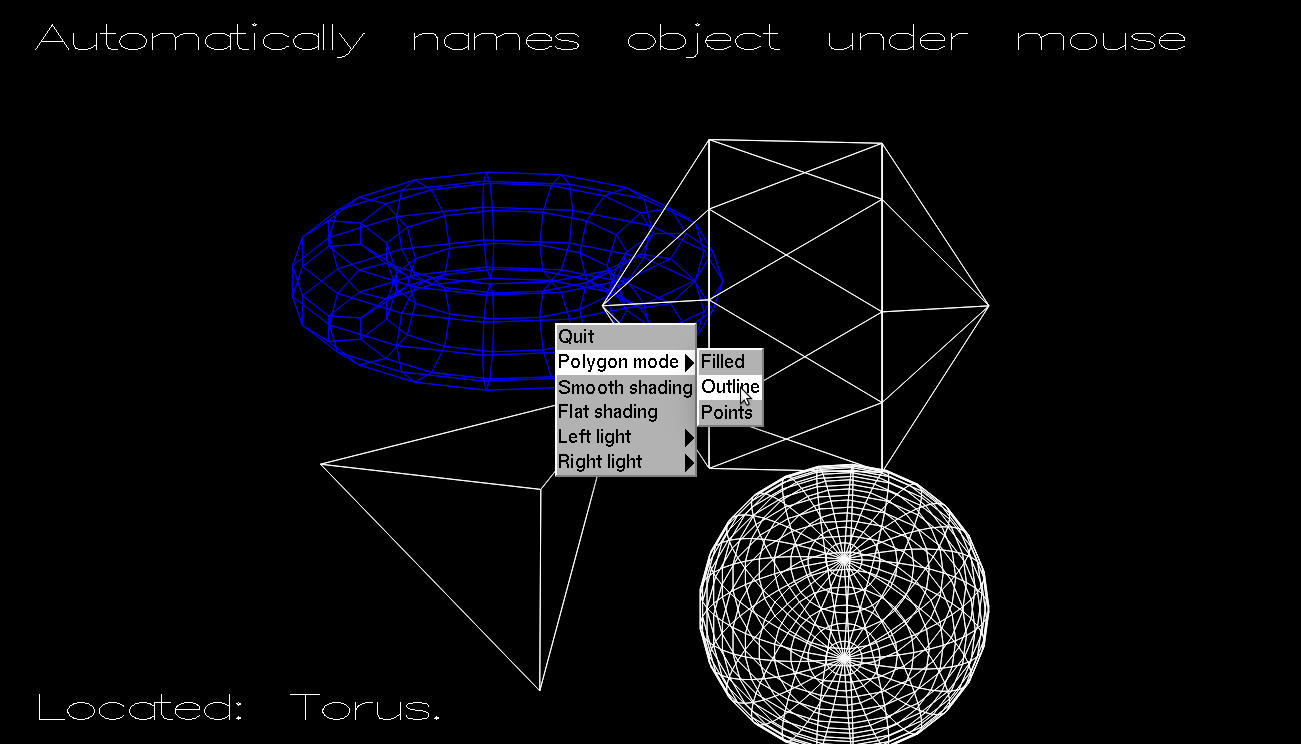 Automatically names object under mouse
Quit
Polygon mode
Smooth shading
Flat shading
Left light
Right light
Filled
Outline
Points
Located: Torus.